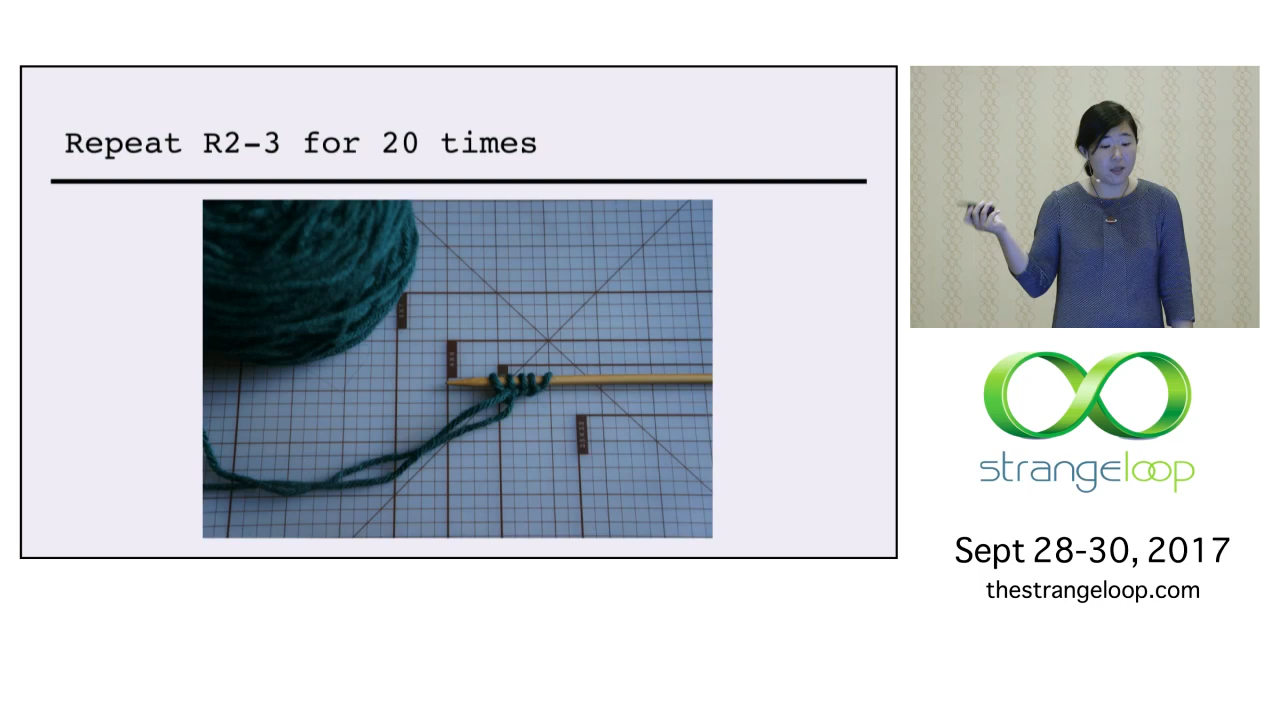 Repeat R2-3 for 20 times
strangeloop
Sept 28-30, 2017
thestrangeloop.com